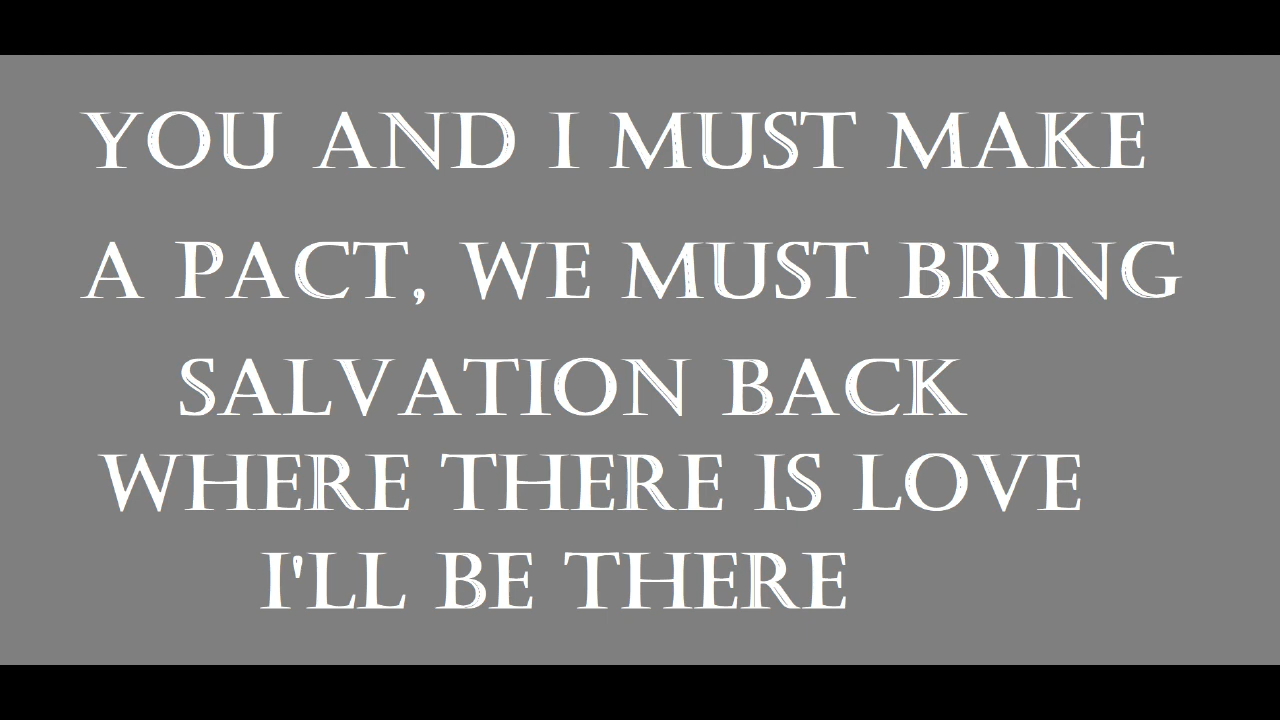 YOU AND I MUST MAKE
A PACT, WE MUST BRING
SALVATION BACK
WHERE THERE IS LOVE
I'LL BE THERE